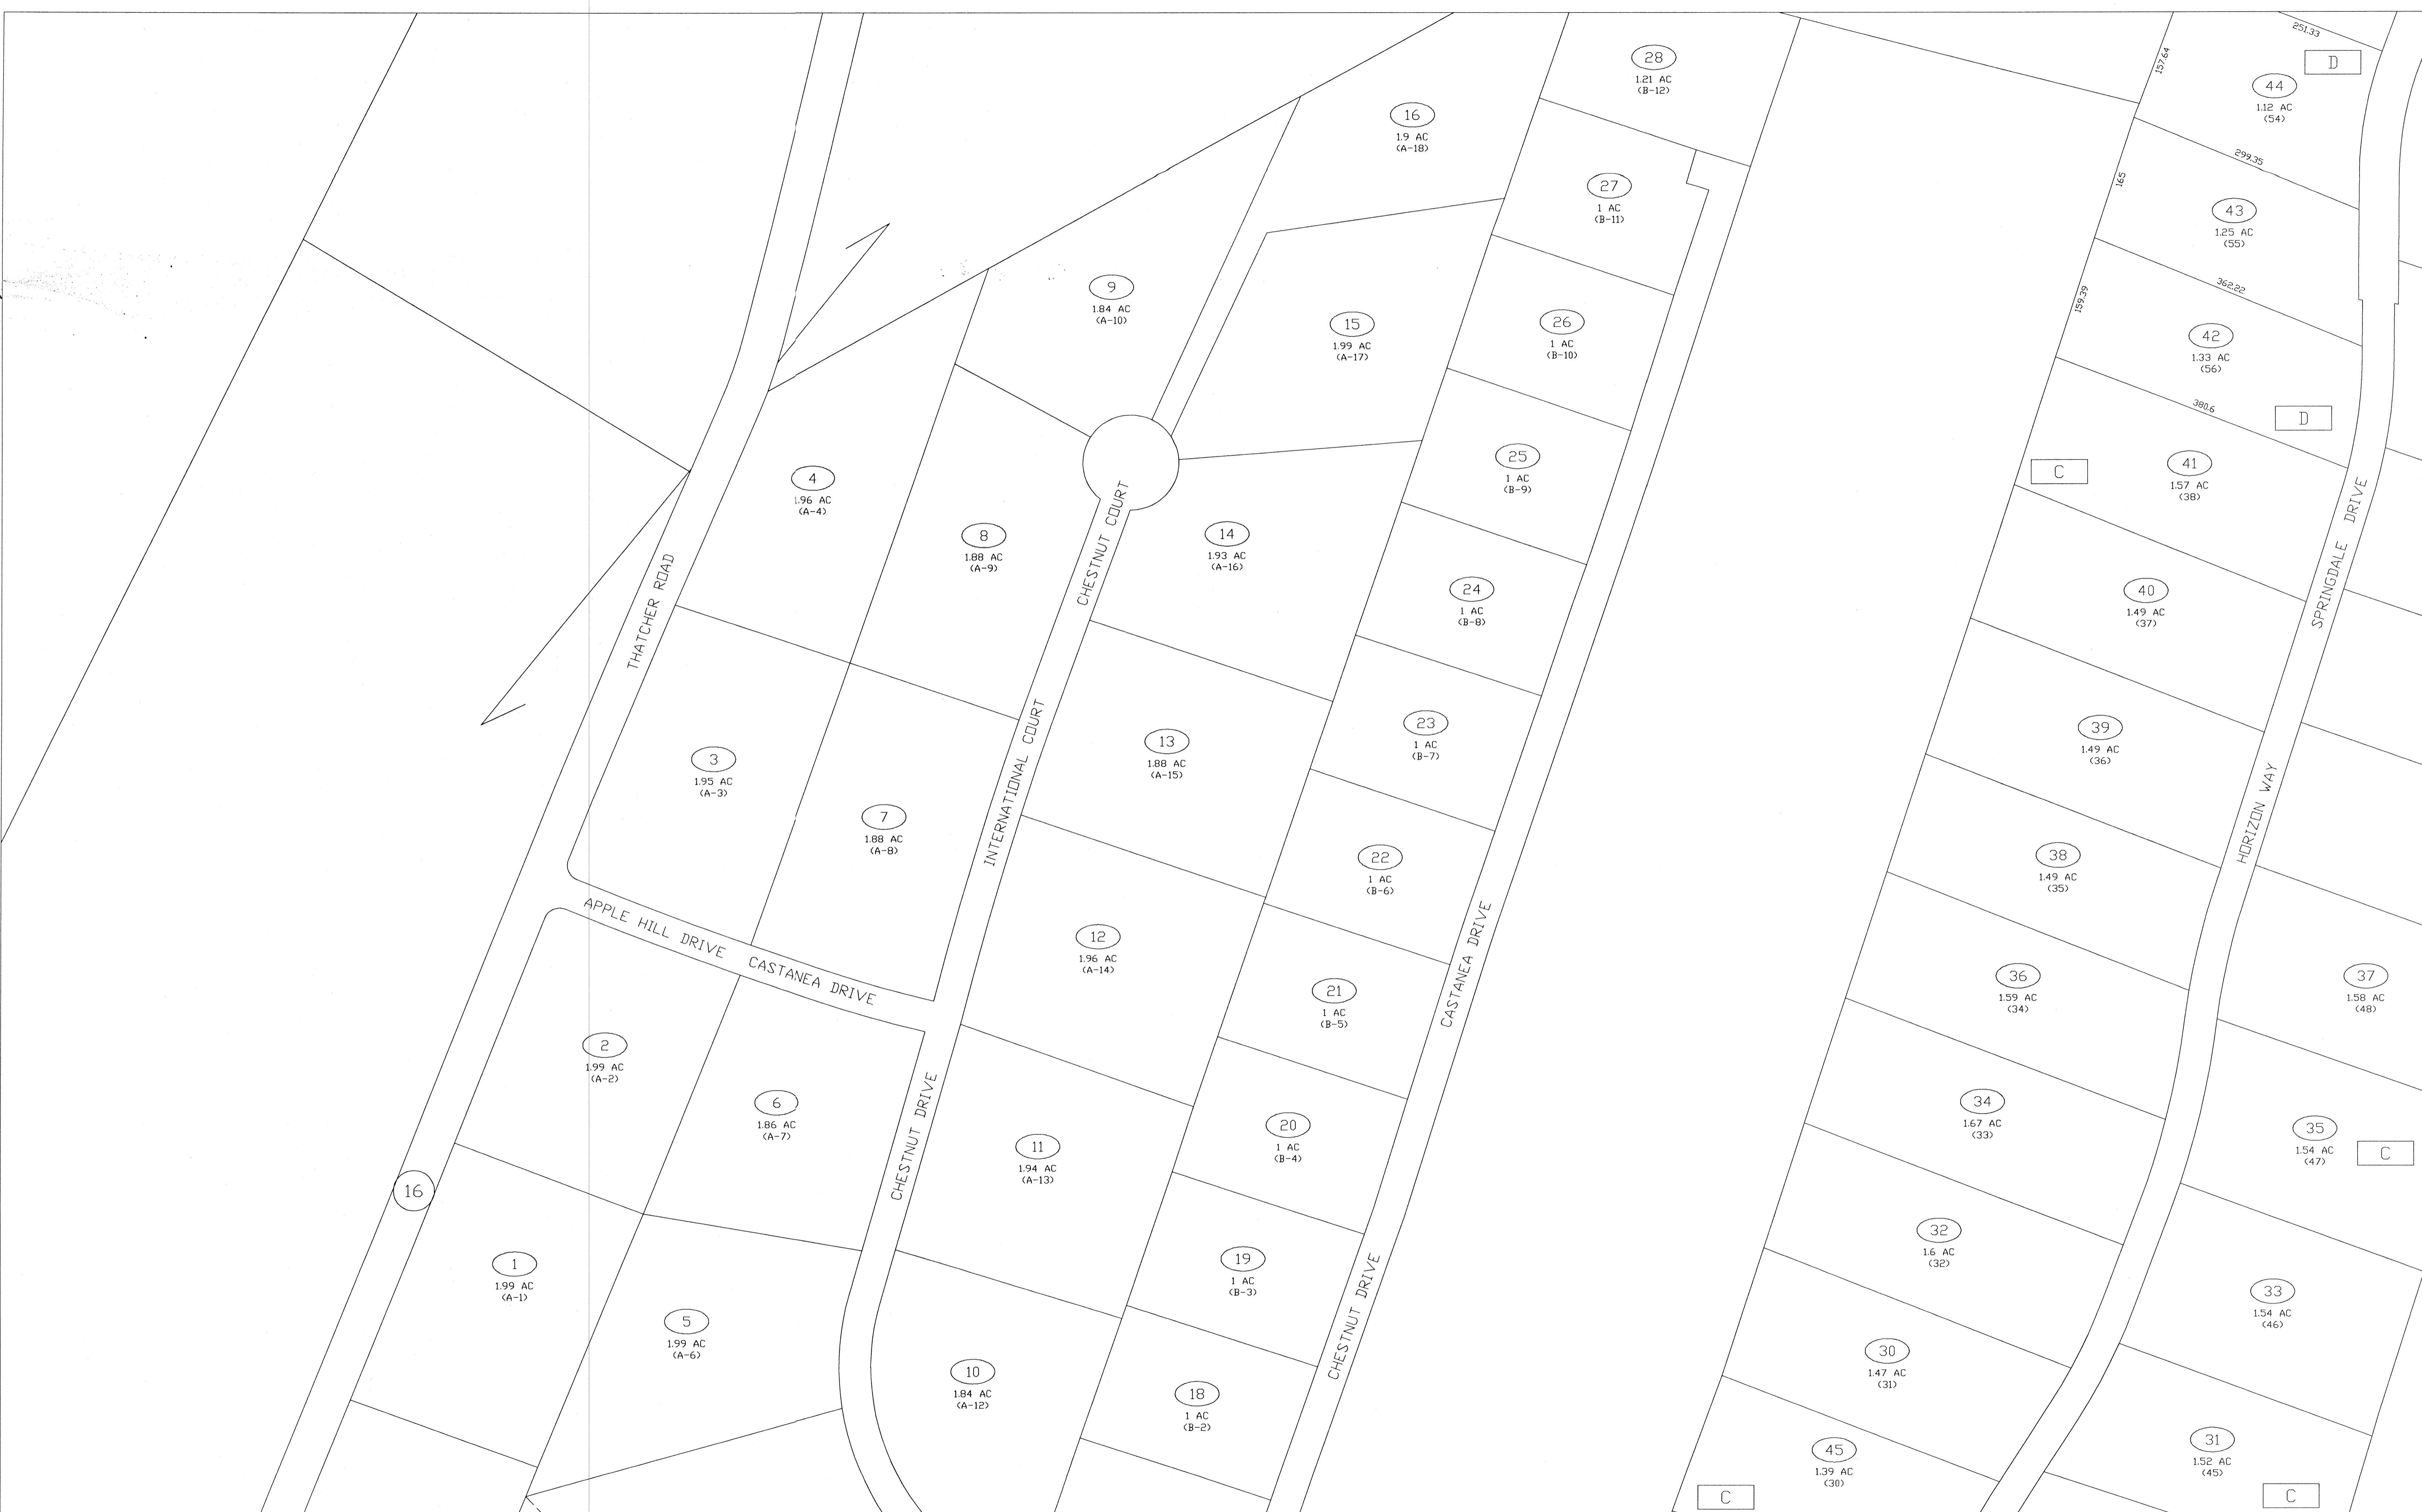 251.33
D
157.64
44
1.12 AC
(54)
28
1.21 AC
(B-12)
16
1.9 AC
(A-18)
299.35
165
43
1.25 AC
(55)
27
1 AC
(B-11)
9
1.84 AC
(A-10)
362.22
159.39
15
1.99 AC
(A-17)
26
1 AC
(B-10)
42
1.33 AC
(56)
380.6
D
4
1.96 AC
(A-4)
25
1 AC
(B-9)
C
41
1.57 AC
(38)
8
1.88 AC
(A-9)
CHESTNUT COURT
14
1.93 AC
(A-16)
SPRINGDALE DRIVE
THATCHER ROAD
24
1 AC
(B-8)
40
1.49 AC
(37)
3
1.95 AC
(A-3)
INTERNATIONAL COURT
13
1.88 AC
(A-15)
23
1 AC
(B-7)
39
1.49 AC
(36)
HORIZON WAY
7
1.88 AC
(A-8)
22
1 AC
(B-6)
38
1.49 AC
(35)
APPLE HILL DRIVE
CASTANEA DRIVE
12
1.96 AC
(A-14)
CASTANEA DRIVE
21
1 AC
(B-5)
36
1.59 AC
(34)
37
1.58 AC
(48)
2
1.99 AC
(A-2)
6
1.86 AC
(A-7)
CHESTNUT DRIVE
11
1.94 AC
(A-13)
20
1 AC
(B-4)
34
1.67 AC
(33)
35
1.54 AC
(47)
C
16
1
1.99 AC
(A-1)
19
1 AC
(B-3)
CHESTNUT DRIVE
32
1.6 AC
(32)
33
1.54 AC
(46)
5
1.99 AC
(A-6)
10
1.84 AC
(A-12)
18
1 AC
(B-2)
30
1.47 AC
(31)
45
1.39 AC
(30)
31
1.52 AC
(45)
C
C